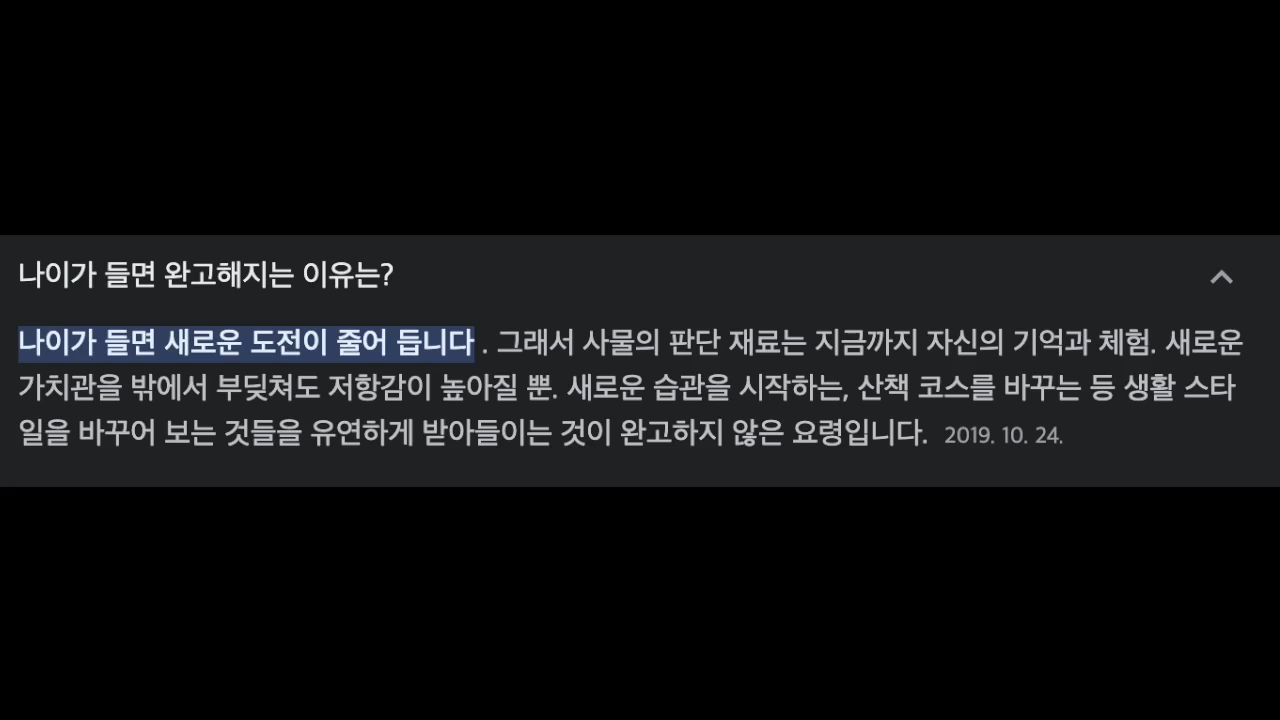 나이가 들면 완고해지는 이유는?
나이가 들면 새로운 도전이 줄어 듭니다 . 그래서 사물의 판단 재료는 지금까지 자신의 기억과 체험. 새로운
가치관을 밖에서 부딪쳐도 저항감이 높아질 뿐. 새로운 습관을 시작하는, 산책 코스를 바꾸는 등 생활 스타
일을 바꾸어 보는 것들을 유연하게 받아들이는 것이 완고하지 않은 요령입니다. 2019. 10. 24.